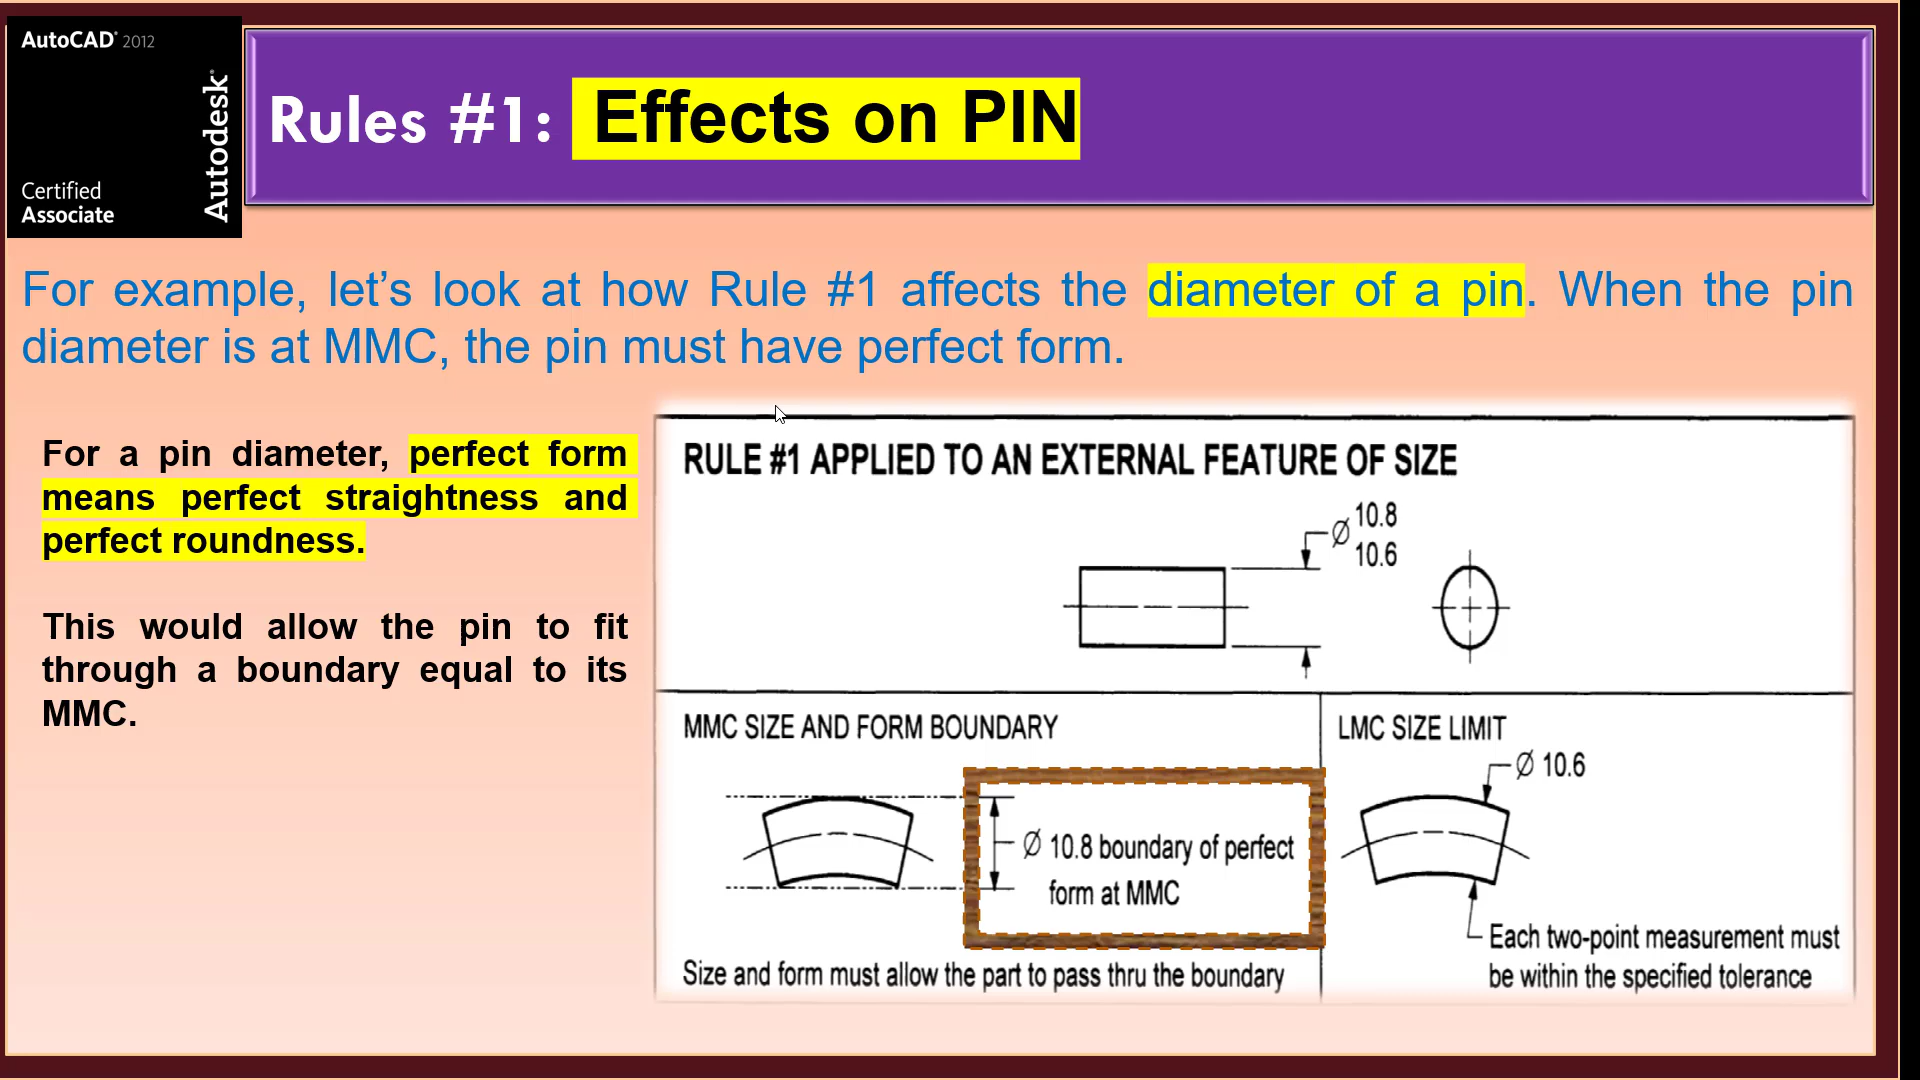 AutoCAD® 2012
Autodesk®
Certified
Associate
Rules #1: Effects on PIN
For example, let’s look at how Rule #1 affects the diameter of a pin. When the pin
diameter is at MMC, the pin must have perfect form.
For a pin diameter, perfect form
means perfect straightness and
perfect roundness.
This would allow the pin to fit
through a boundary equal to its
MMC.
RULE #1 APPLIED TO AN EXTERNAL FEATURE OF SIZE
∅ 10.8
10.6
MMC SIZE AND FORM BOUNDARY
∅ 10.8 boundary of perfect
form at MMC
Size and form must allow the part to pass thru the boundary
LMC SIZE LIMIT
∅ 10.6
Each two-point measurement must
be within the specified tolerance